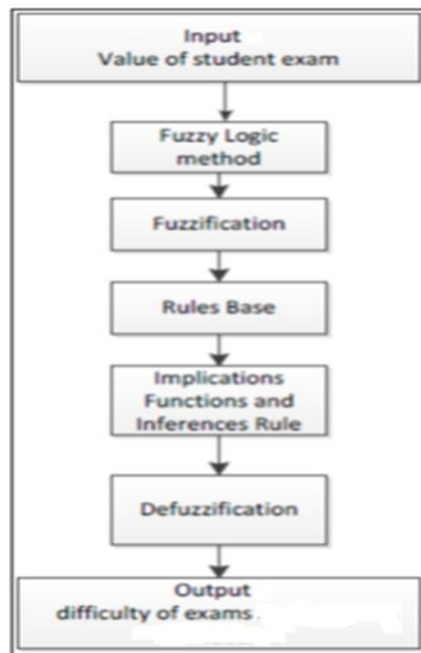 Input
Value of student exam
Fuzzy Logic
method
Fuzzification
Rules Base
Implications
Functions and
Inferences Rule
Defuzzification
Output
difficulty of exams.